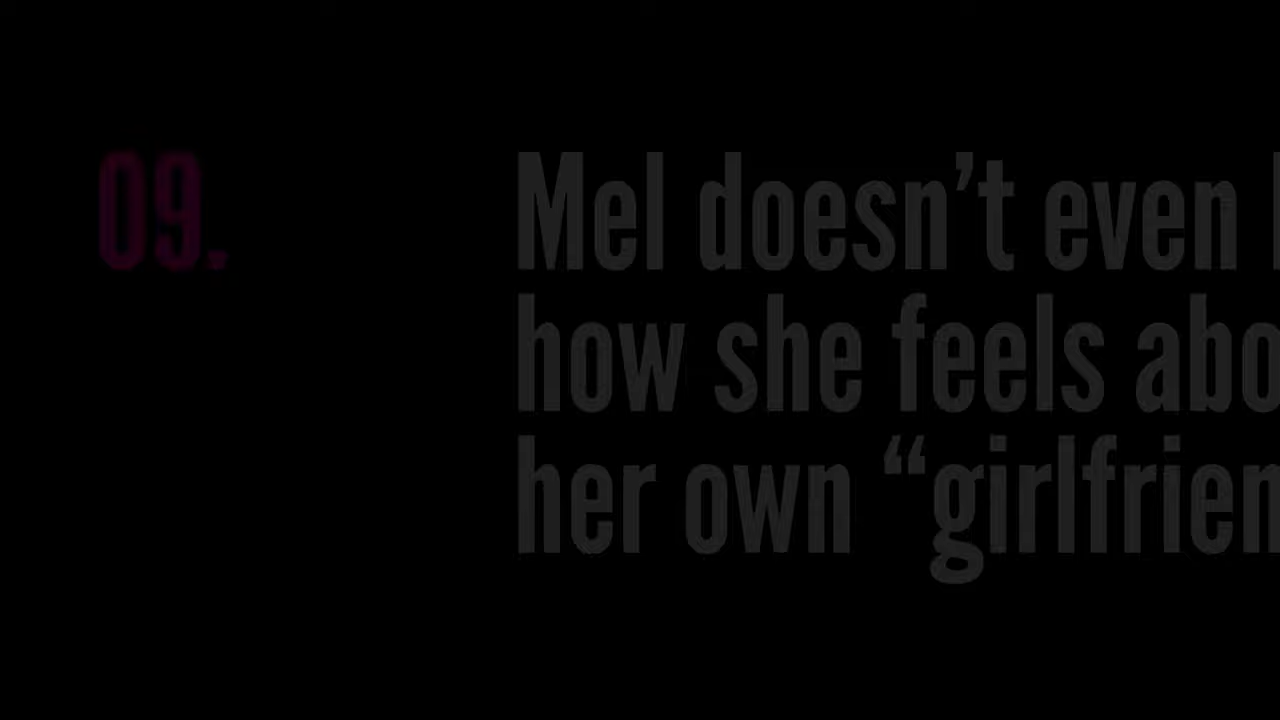 09.
Mel doesn’t even
how she feels abo
her own “girlfrien